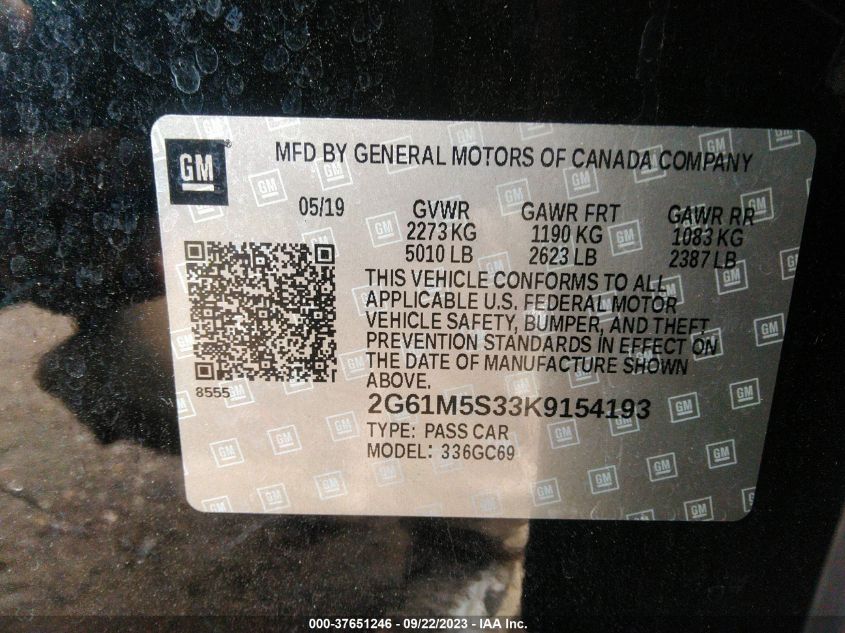 GM
MFD BY GENERAL MOTORS OF CANADA COMPANY
05/19 GVWR GAWR FRT GAWR RR
2273 KG 1190 KG 1083 KG
5010 LB 2623 LB 2387 LB
THIS VEHICLE CONFORMS TO ALL
APPLICABLE U.S. FEDERAL MOTOR
VEHICLE SAFETY, BUMPER, AND THEFT
PREVENTION STANDARDS IN EFFECT ON
THE DATE OF MANUFACTURE SHOWN
ABOVE.
8555
2G61M5S33K9154193
TYPE: PASS CAR
MODEL: 336GC69
000-37651246 - 09/22/2023 - IAA Inc.